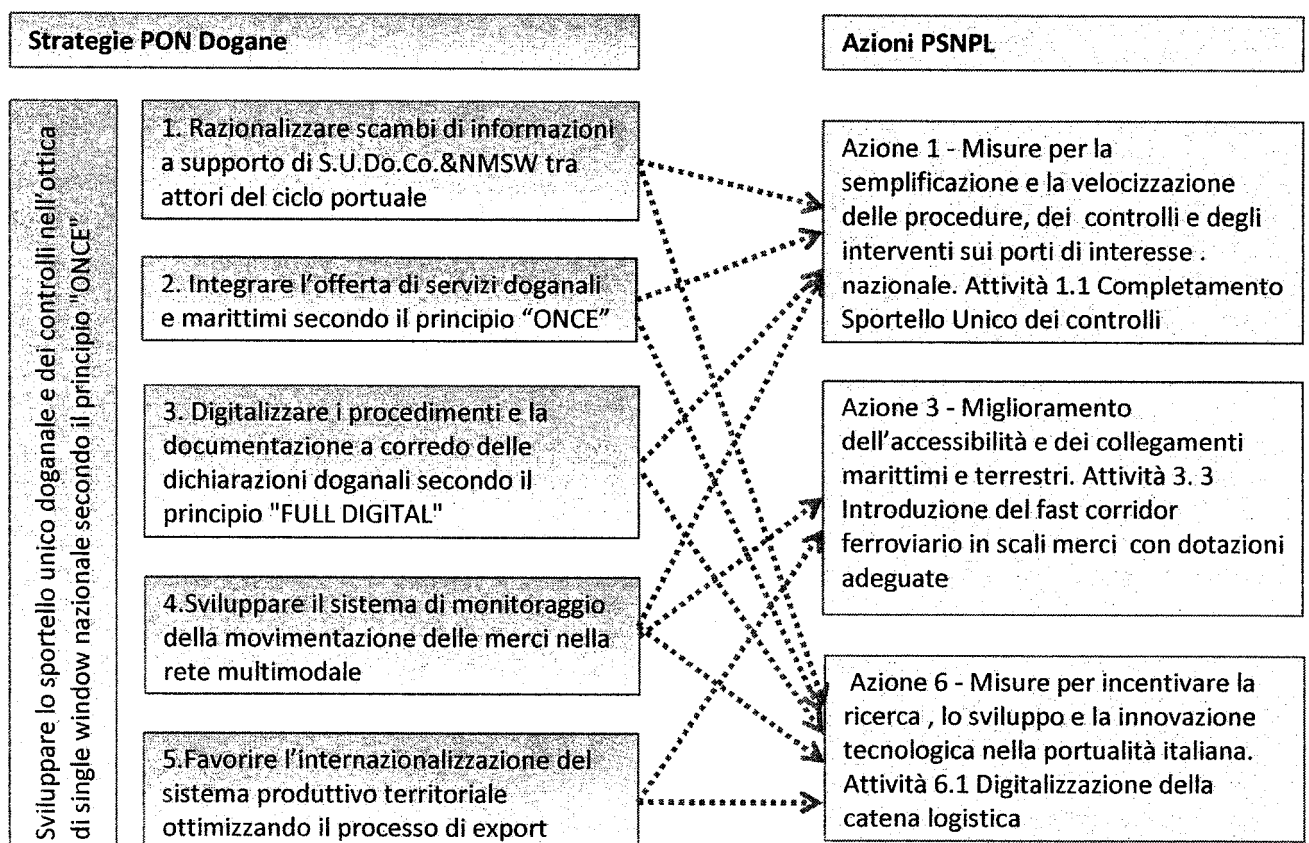 Strategie PON Dogane
Azioni PSNPL
Sviluppare lo sportello unico doganale e dei controlli nell'ottica
di single window nazionale secondo il principio "ONCE"
1. Razionalizzare scambi di informazioni
a supporto di S.U.Do.Co.&NMSW tra
attori del ciclo portuale
2. Integrare l'offerta di servizi doganali
e marittimi secondo il principio “ONCE”
3. Digitalizzare i procedimenti e la
documentazione a corredo delle
dichiarazioni doganali secondo il
principio "FULL DIGITAL"
4.Sviluppare il sistema di monitoraggio
della movimentazione delle merci nella
rete multimodale
5.Favorire l'internazionalizzazione del
sistema produttivo territoriale
ottimizzando il processo di export
Azione 1 - Misure per la
semplificazione e la velocizzazione
delle procedure, dei controlli e degli
interventi sui porti di interesse .
nazionale. Attività 1.1 Completamento
Sportello Unico dei controlli
Azione 3 - Miglioramento
dell'accessibilità e dei collegamenti
marittimi e terrestri. Attività 3. 3
Introduzione del fast corridor
ferroviario in scali merci con dotazioni
adeguate
Azione 6 - Misure per incentivare la
ricerca , lo sviluppo e la innovazione
tecnologica nella portualità italiana.
Attività 6.1 Digitalizzazione della
catena logistica